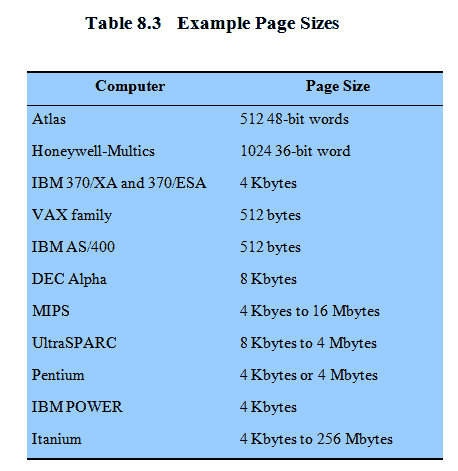 Table 8.3 Example Page Sizes
Computer Page Size
Atlas 512 48-bit words
Honeywell-Multics 1024 36-bit word
IBM 370/XA and 370/ESA 4 Kbytes
VAX family 512 bytes
IBM AS/400 512 bytes
DEC Alpha 8 Kbytes
MIPS 4 Kbyes to 16 Mbytes
UltraSPARC 8 Kbytes to 4 Mbytes
Pentium 4 Kbytes or 4 Mbytes
IBM POWER 4 Kbytes
Itanium 4 Kbytes to 256 Mbytes